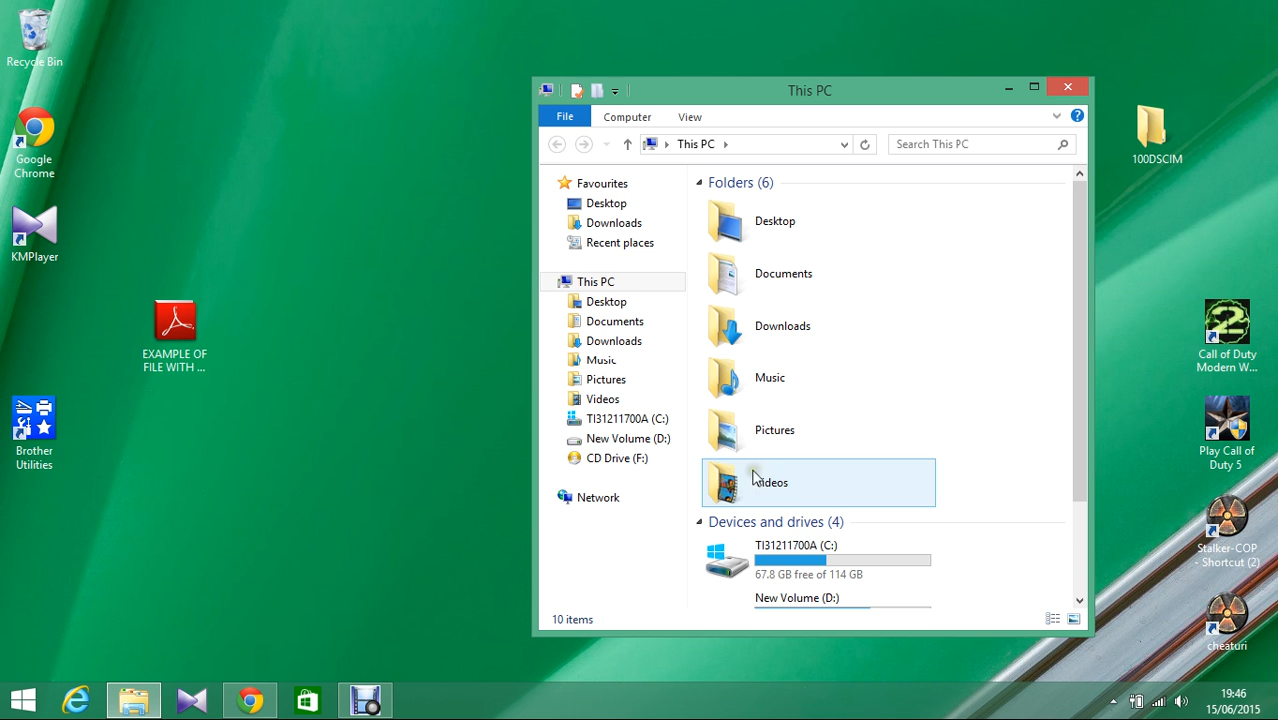 Recycle Bin
Google
Chrome
KMPlayer
EXAMPLE OF
FILE WITH ...
Brother
Utilities
This PC
File
Computer
View
This PC
Search This PC
Favourites
Desktop
Downloads
Recent places
This PC
Desktop
Documents
Downloads
Music
Pictures
Videos
TI31211700A (C:)
New Volume (D:)
CD Drive (F:)
Network
Folders (6)
Desktop
Documents
Downloads
Music
Pictures
Videos
Devices and drives (4)
TI31211700A (C:)
67.8 GB free of 114 GB
New Volume (D:)
10 items
100DSCIM
2
Call of Duty
Modern W...
Play Call of
Duty 5
Stalker-COP
- Shortcut (2)
cheaturi
19:46
15/06/2015